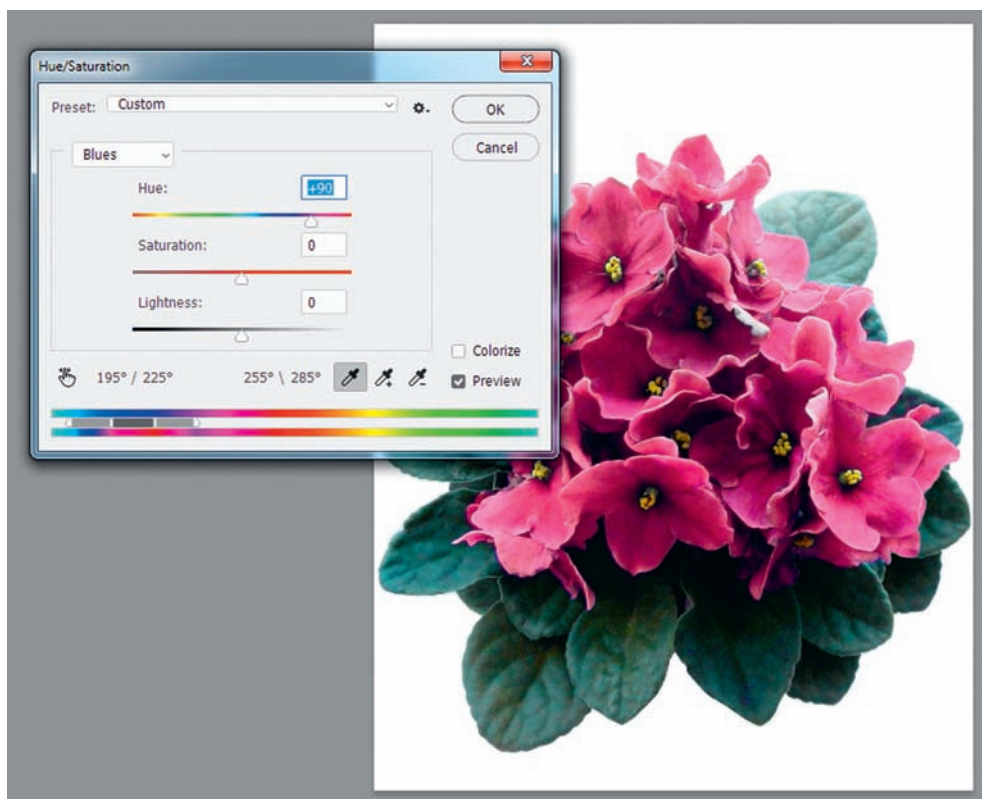 Hue/Saturation
Preset: Custom
OK
Cancel
Blues
Hue: +90
Saturation: 0
Lightness: 0
Colorize
195° / 225° 255° \ 285°
Preview